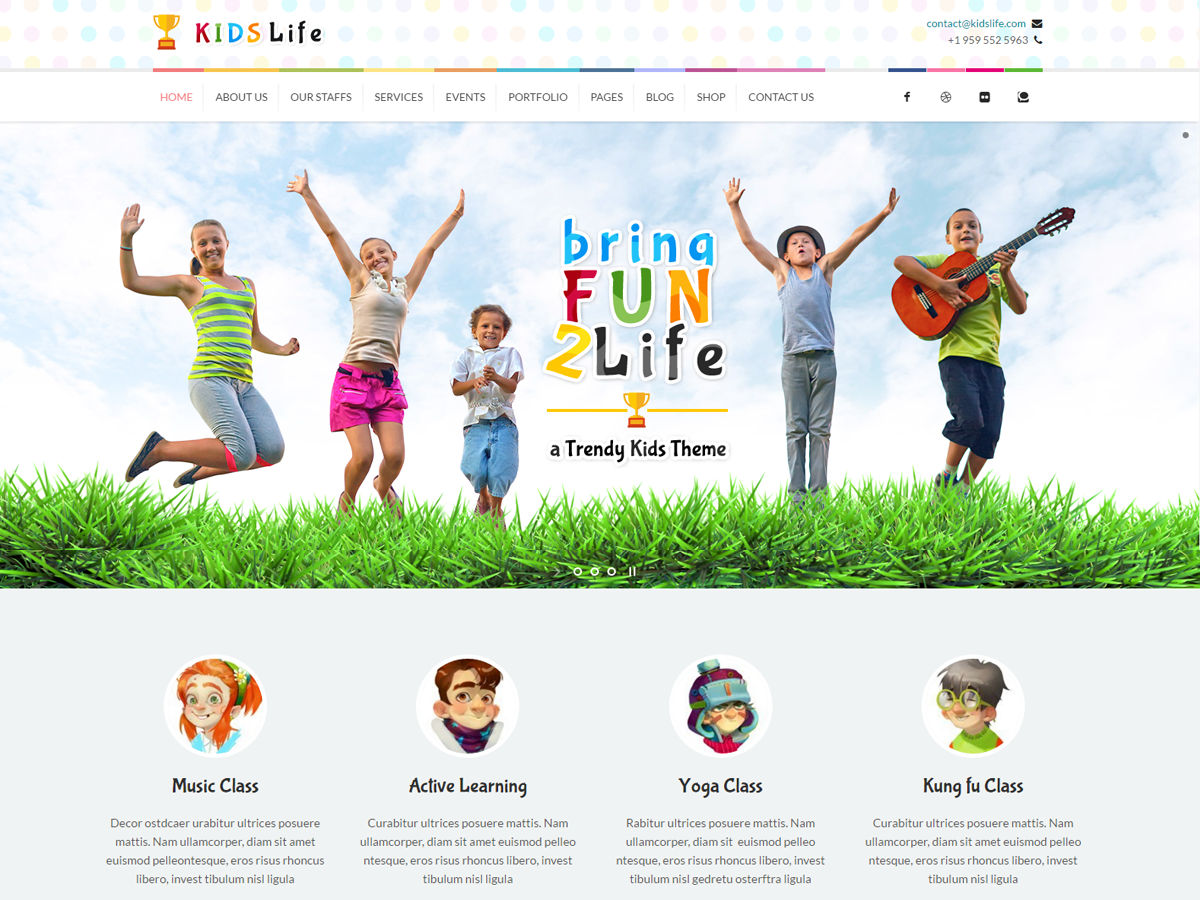 KIDS Life
contact@kidslife.com
+1 959 552 5963
HOME ABOUT US OUR STAFFS SERVICES EVENTS PORTFOLIO PAGES BLOG SHOP CONTACT US
bring
FUN
2Life
a Trendy Kids Theme
Music Class
Decor ostdcaer urabitur ultrices posuere
mattis. Nam ullamcorper, diam sit amet
euismod pelleontesque, eros risus rhoncus
libero, invest tibulum nisl ligula
Active Learning
Curabitur ultrices posuere mattis. Nam
ullamcorper, diam sit amet euismod pelleo
ntesque, eros risus rhoncus libero, invest
tibulum nisl ligula
Yoga Class
Rabitur ultrices posuere mattis. Nam
ullamcorper, diam sit euismod pelleo
ntesque, eros risus rhoncus libero, invest
tibulum nisl gedretu osterftra ligula
Kung fu Class
Curabitur ultrices posuere mattis. Nam
ullamcorper, diam sit amet euismod pelleo
ntesque, eros risus rhoncus libero, invest
tibulum nisl ligula